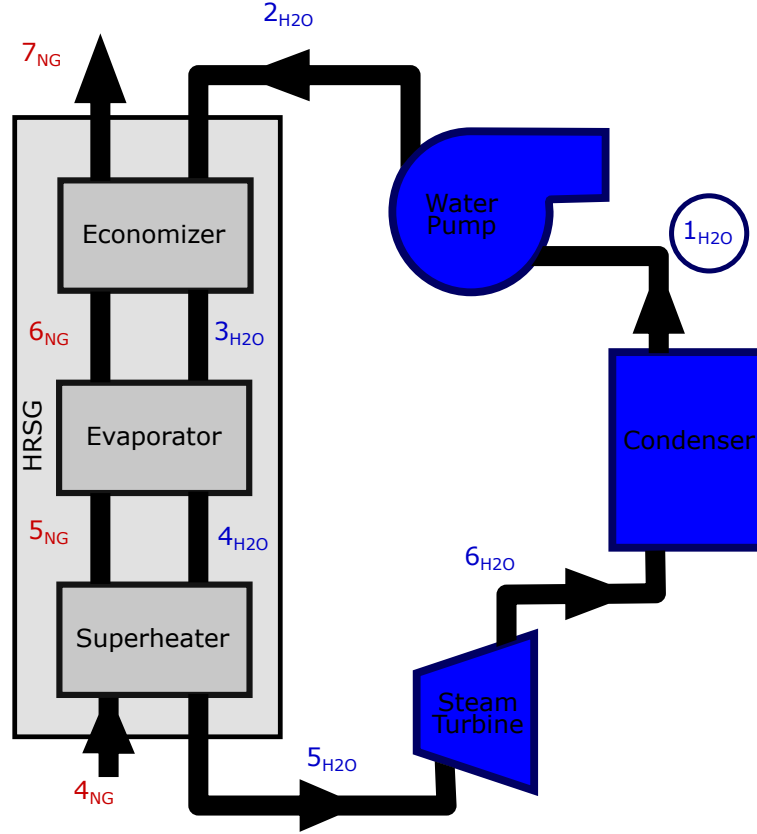 2H2O
7NG
Water
Pump
1H2O
Economizer
6NG
3H2O
HRSG
Evaporator
Condenser
5NG
4H2O
6H2O
Superheater
Steam
Turbine
5H2O
4NG